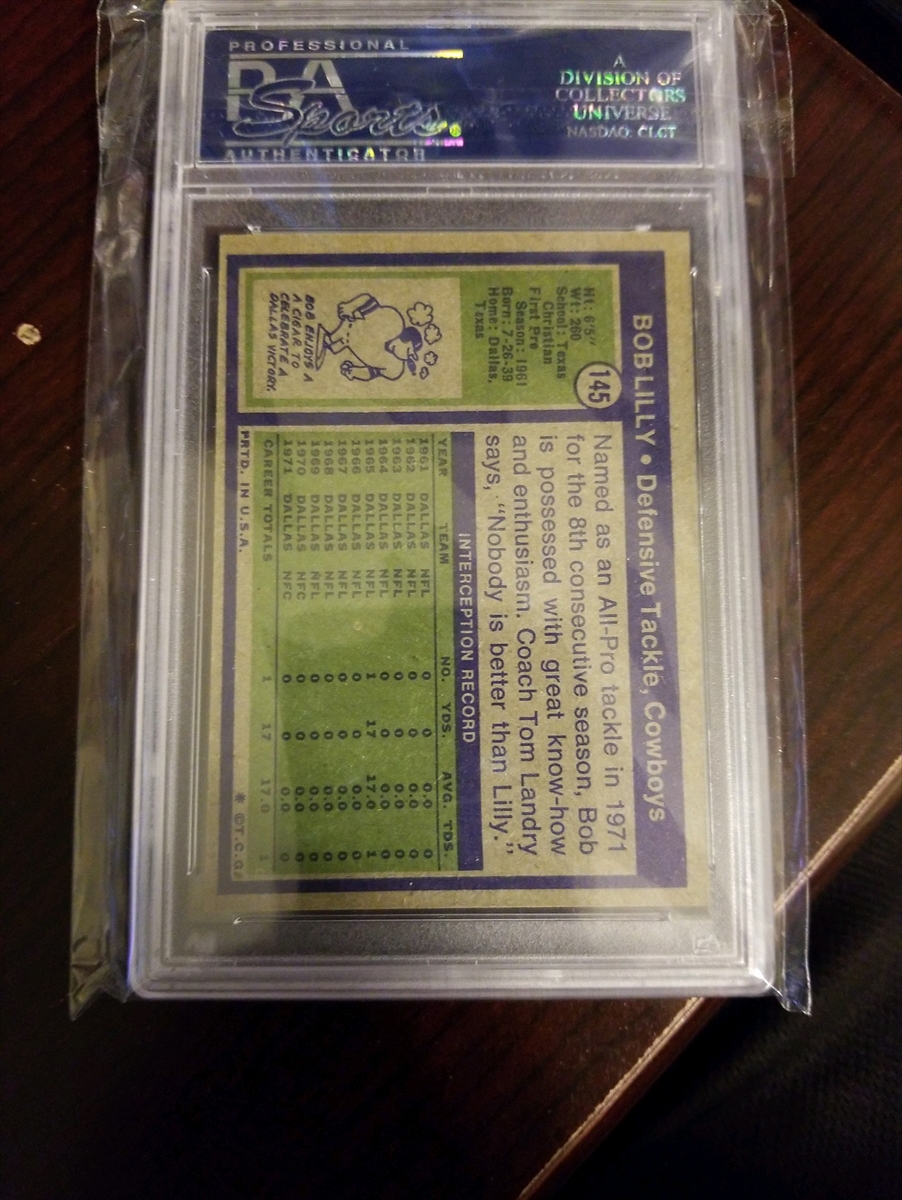 PROFESSIONAL
PSA
Sports
AUTHENTICATOR
A
DIVISION OF
COLLECTORS
UNIVERSE
NASDAQ: CLCT
BOB LILLY • Defensive Tackle, Cowboys
145
Ht: 6'5"
Wt: 260
School: Texas
Christian
First Pro
Season: 1961
Born: 7-26-39
Home: Dallas,
Texas
BOB ENJOYS A
A CIGAR TO
CELEBRATE A
DALLAS VICTORY.
Named as an All-Pro tackle in 1971
for the 8th consecutive season, Bob
is possessed with great know-how
and enthusiasm. Coach Tom Landry
says, "Nobody is better than Lilly."
INTERCEPTION RECORD
YEAR TEAM NO. YDS. AVG. TDS.
1961 DALLAS NFL 0 0 0.0 0
1962 DALLAS NFL 0 0 0.0 0
1963 DALLAS NFL 0 0 0.0 0
1964 DALLAS NFL 0 0 0.0 0
1965 DALLAS NFL 1 17 17.0 1
1966 DALLAS NFL 0 0 0.0 0
1967 DALLAS NFL 0 0 0.0 0
1968 DALLAS NFL 0 0 0.0 0
1969 DALLAS NFL 0 0 0.0 0
1970 DALLAS NFC 0 0 0.0 0
1971 DALLAS NFC 0 0 0.0 0
CAREER TOTALS 1 17 17.0 1
PRTD. IN U.S.A.
* © T.C.G.